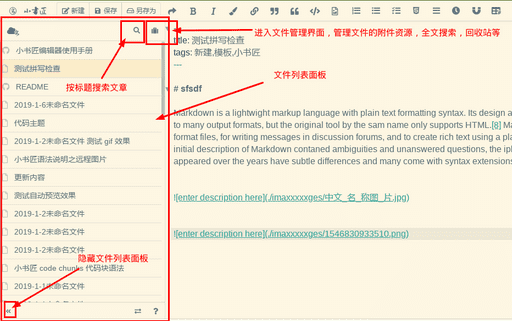 小书匠
新建
保存
另存为
进入文件管理界面，管理文件的附件资源，全文搜索，回收站等
title: 测试拼写检查
tags: 新建,模板,小书匠
---
小书匠编辑器使用手册
测试拼写检查
README
按标题搜索文章
文件列表面板
2019-1-6未命名文件
代码主题
2019-1-2未命名文件 测试 gif 效果
小书匠语法说明之远程图片
更新内容
测试自动预览效果
2019-1-2未命名文件
2019-1-2未命名文件
2019-1-2未命名文件
隐藏文件列表面板
小书匠 code chunks 代码块语法
2019-1-1未命名文件
# sfsdf
Markdown is a lightwight markup language with plain text formatting syntax. Its design a
to many output formats, but the original tool by the sam name only supports HTML.[8] Ma
format files, for writing messages in discussion forums, and to create rich text using a pla
initial description of Markdown contained ambiguities and unanswered questions, the ipl
appeared over the years have subtle differences and many come with syntax extensions
![enter description here](./imaxxxxxges/中文_名_称图_片.jpg)
![enter description here](./imaxxxxxges/1546830933510.png)